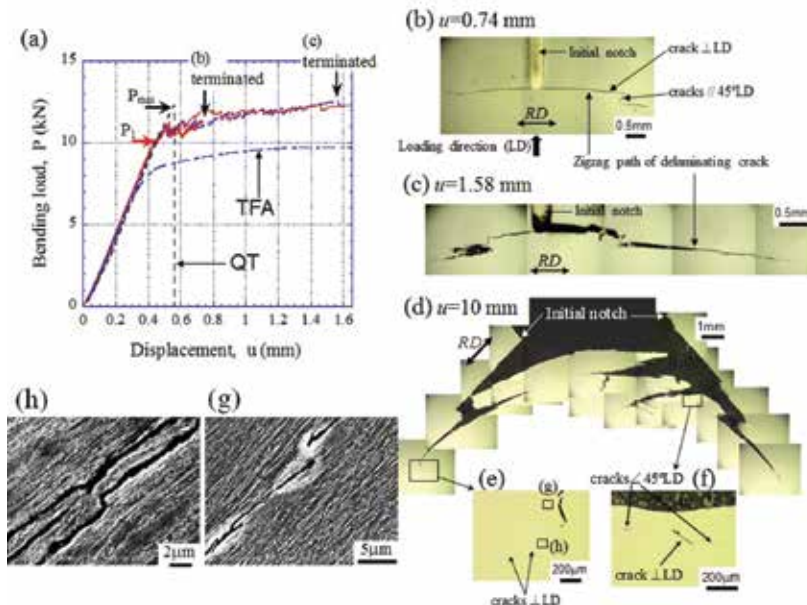 (a)
Bending load, P (kN)
15
10
5
0
0 0.2 0.4 0.6 0.8 1 1.2 1.4 1.6
Displacement, u (mm)
(b)
terminated
(c)
terminated
TFA
QT
(b) u=0.74 mm
Initial notch
crack ⊥ LD
cracks // 45°LD
RD
0.5mm
Loading direction (LD)
Zigzag path of delaminating crack
(c) u=1.58 mm
Initial notch
0.5mm
RD
(d) u=10 mm
Initial notch
1mm
RD
cracks∠45°LD
(e)
(g)
(h)
200μm
cracks ⊥ LD
(f)
crack ⊥ LD
200μm
(h)
2μm
(g)
5μm